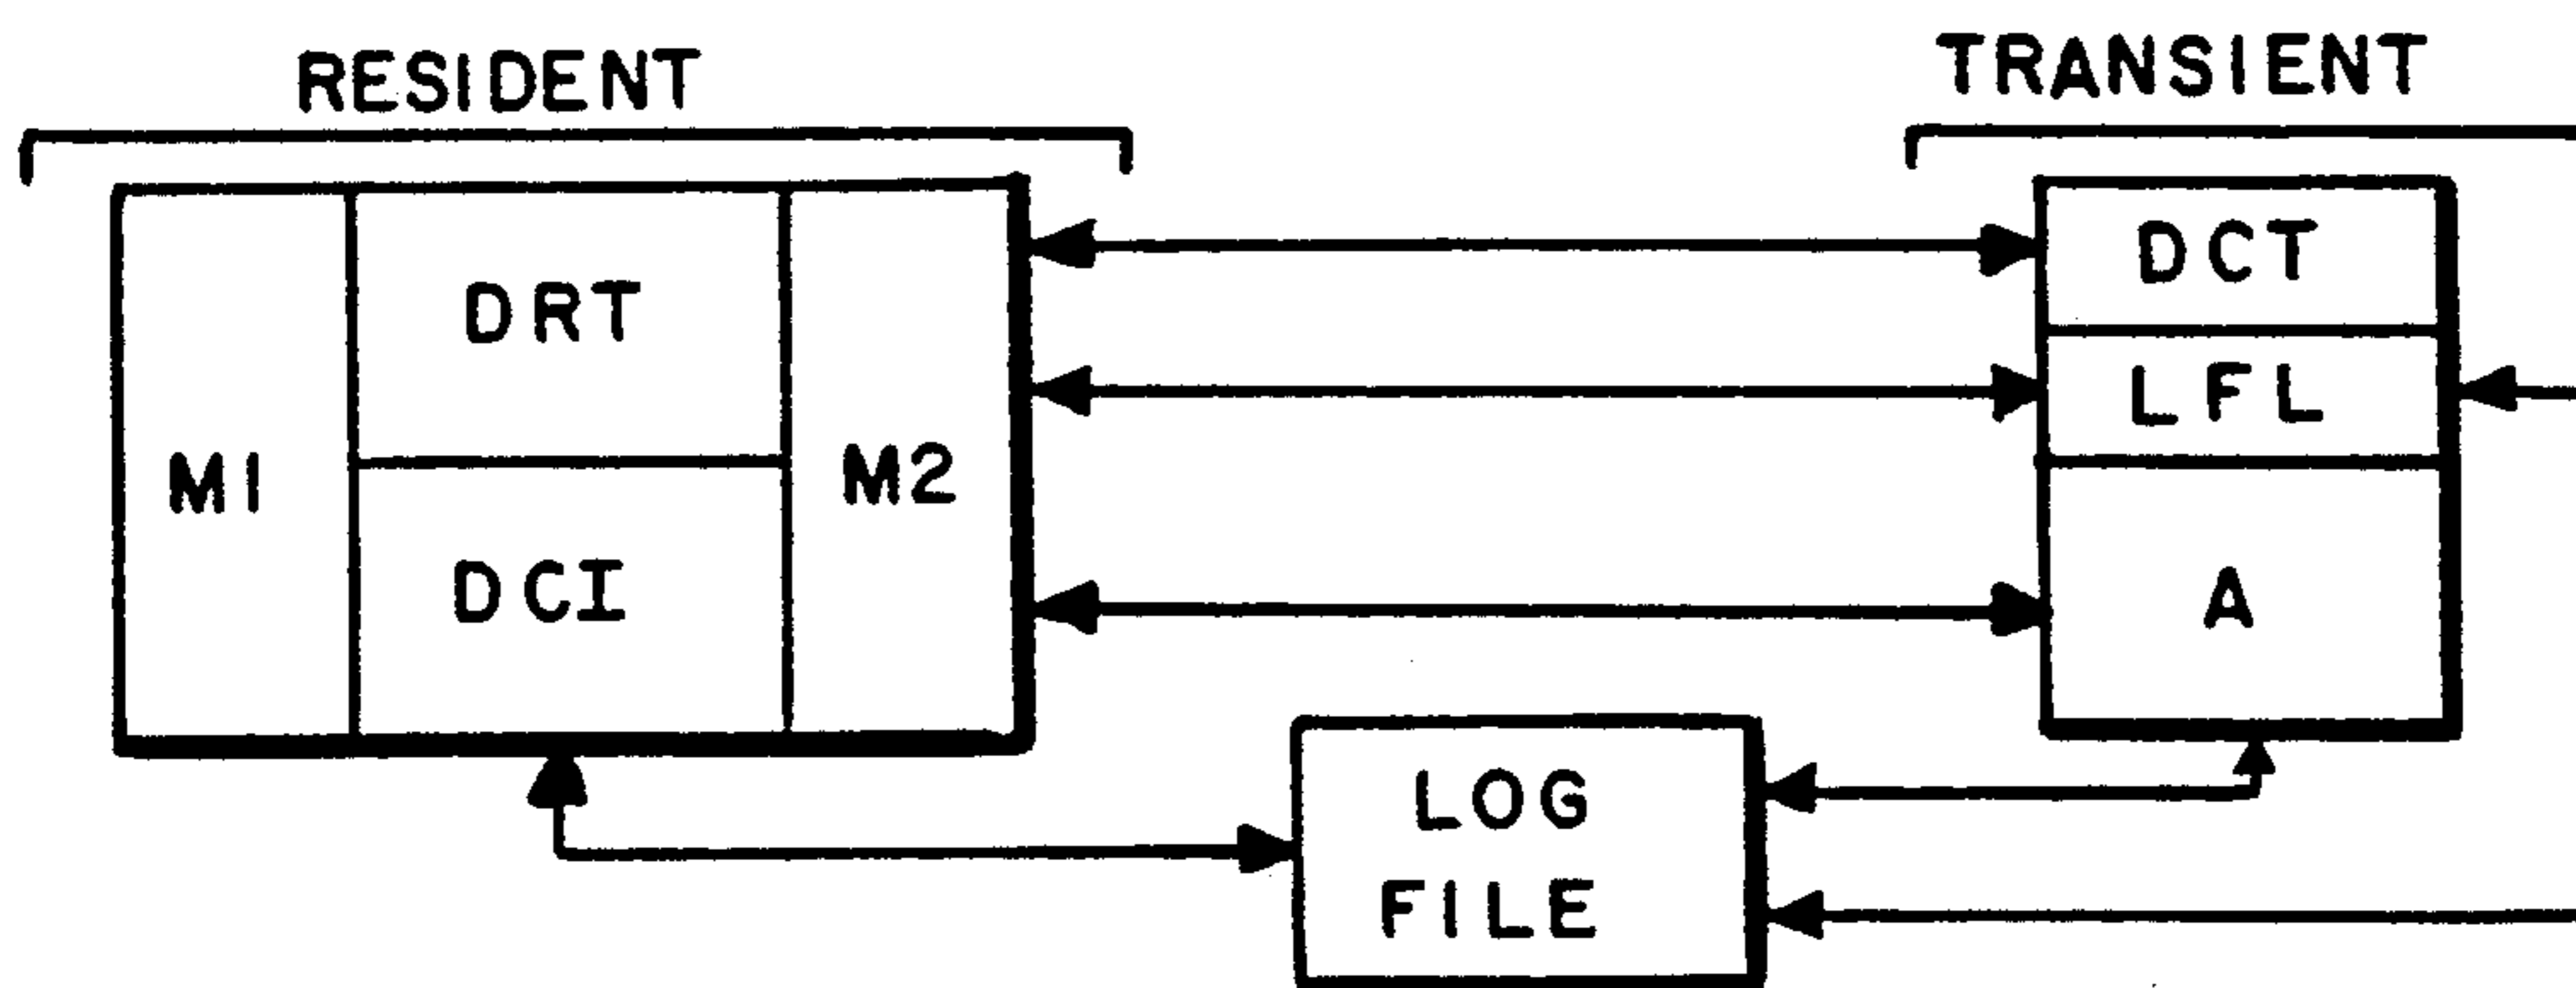 RESIDENT
TRANSIENT
M1
DRT
DCI
M2
DCT
LFL
A
LOG
FILE